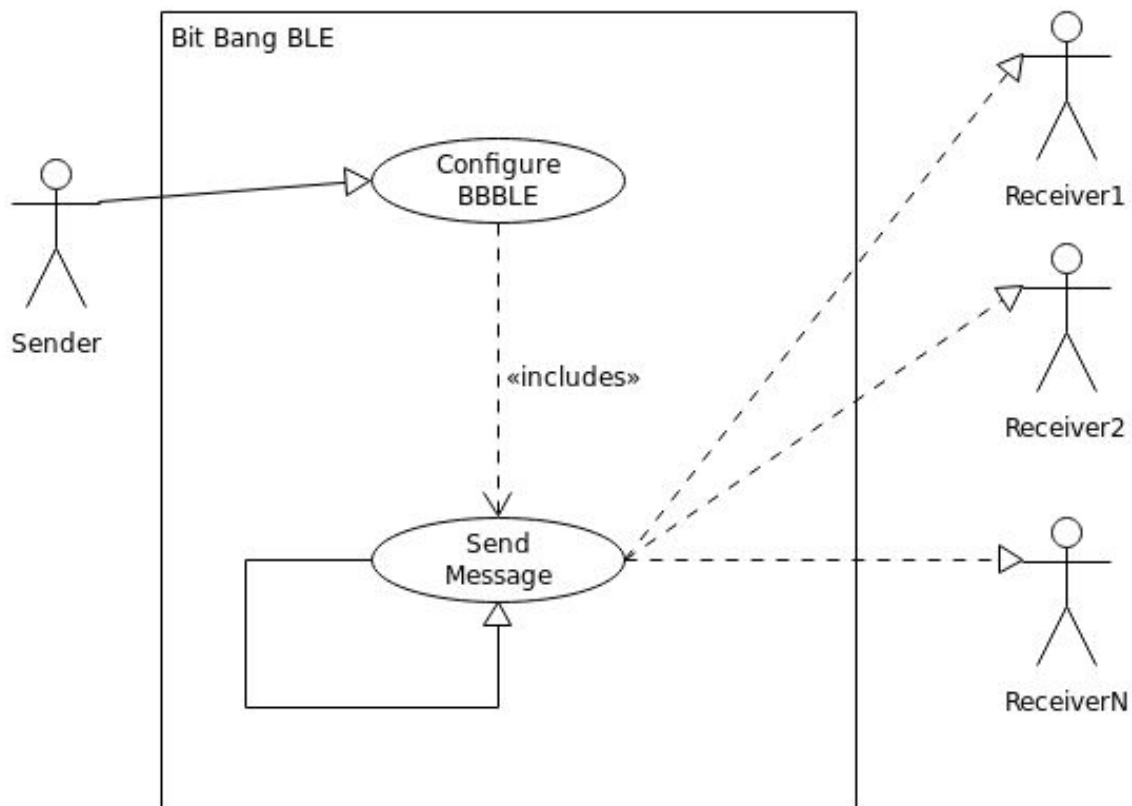 Bit Bang BLE
Configure
BBBLE
Sender
«includes»
Send
Message
Receiver1
Receiver2
ReceiverN